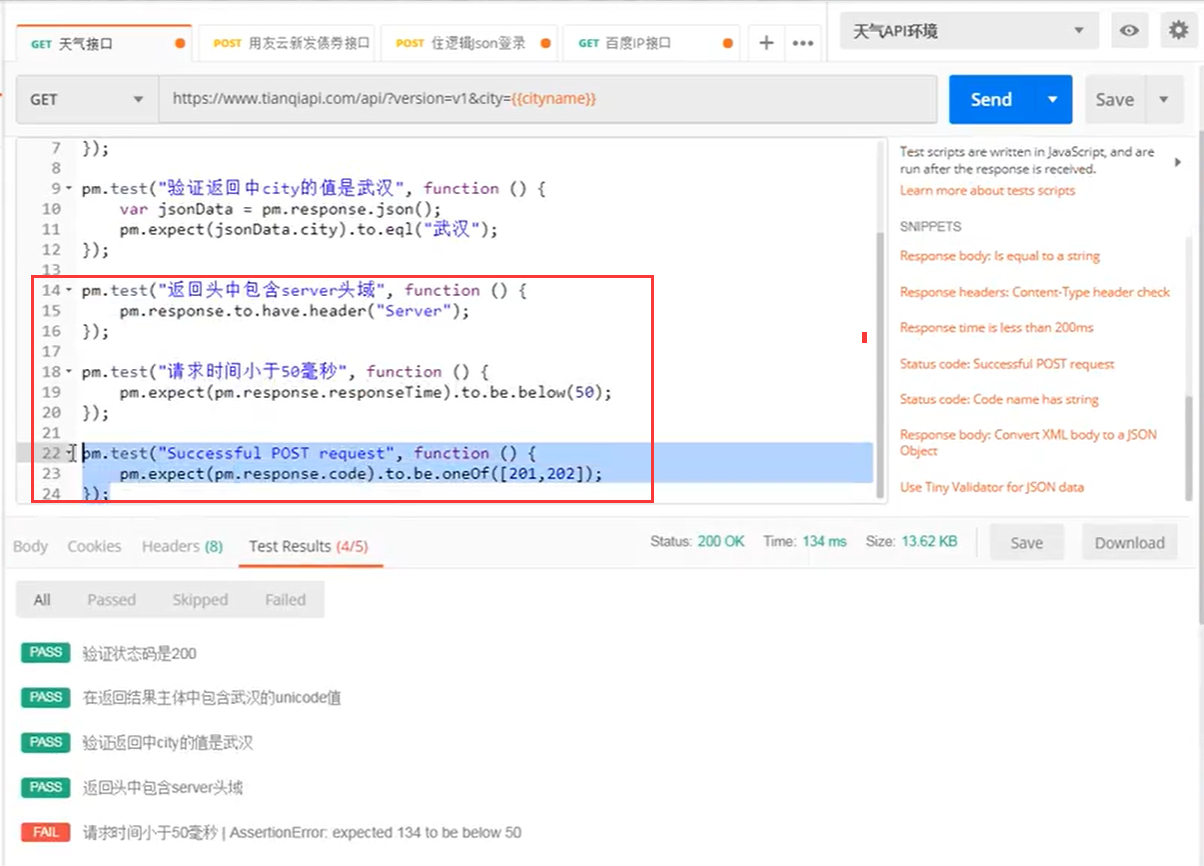 GET 天气接口
POST 用友云新发债券接口
POST 住逻辑json登录
GET 百度IP接口
+ •••
天气API环境
GET
https://www.tianqiapi.com/api/?version=v1&city={{cityname}}
Send
Save
7 });
8
9 pm.test("验证返回中city的值是武汉", function () {
10 var jsonData = pm.response.json();
11 pm.expect(jsonData.city).to.eql("武汉");
12 });
13
14 pm.test("返回头中包含server头域", function () {
15 pm.response.to.have.header("Server");
16 });
17
18 pm.test("请求时间小于50毫秒", function () {
19 pm.expect(pm.response.responseTime).to.be.below(50);
20 });
21
22 pm.test("Successful POST request", function () {
23 pm.expect(pm.response.code).to.be.oneOf([201,202]);
24 });
Test scripts are written in JavaScript, and are
run after the response is received.
Learn more about tests scripts
SNIPPETS
Response body: Is equal to a string
Response headers: Content-Type header check
Response time is less than 200ms
Status code: Successful POST request
Status code: Code name has string
Response body: Convert XML body to a JSON
Object
Use Tiny Validator for JSON data
Body
Cookies
Headers (8)
Test Results (4/5)
Status: 200 OK
Time: 134 ms
Size: 13.62 KB
Save
Download
All
Passed
Skipped
Failed
PASS 验证状态码是200
PASS 在返回结果主体中包含武汉的unicode值
PASS 验证返回中city的值是武汉
PASS 返回头中包含server头域
FAIL 请求时间小于50毫秒 | AssertionError: expected 134 to be below 50